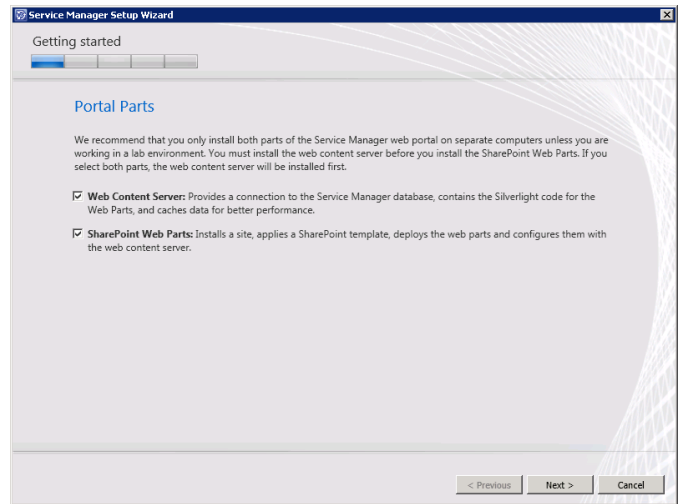 Service Manager Setup Wizard
Getting started
Portal Parts
We recommend that you only install both parts of the Service Manager web portal on separate computers unless you are
working in a lab environment. You must install the web content server before you install the SharePoint Web Parts. If you
select both parts, the web content server will be installed first.
Web Content Server: Provides a connection to the Service Manager database, contains the Silverlight code for the
Web Parts, and caches data for better performance.
SharePoint Web Parts: Installs a site, applies a SharePoint template, deploys the web parts and configures them with
the web content server.
< Previous Next > Cancel